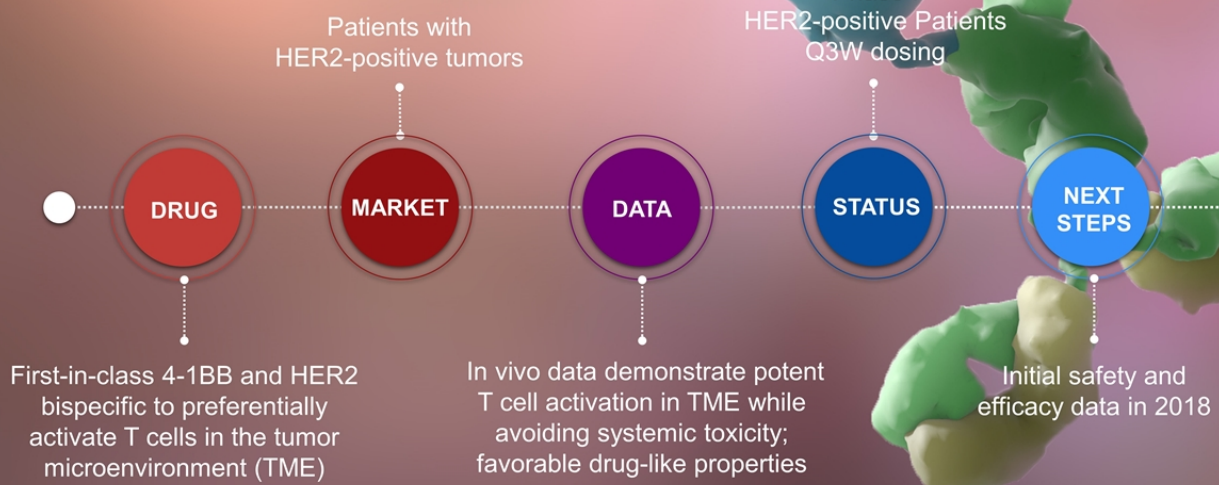 Patients with
HER2-positive tumors
HER2-positive Patients
Q3W dosing
DRUG
MARKET
DATA
STATUS
NEXT
STEPS
First-in-class 4-1BB and HER2
bispecific to preferentially
activate T cells in the tumor
microenvironment (TME)
In vivo data demonstrate potent
T cell activation in TME while
avoiding systemic toxicity;
favorable drug-like properties
Initial safety and
efficacy data in 2018